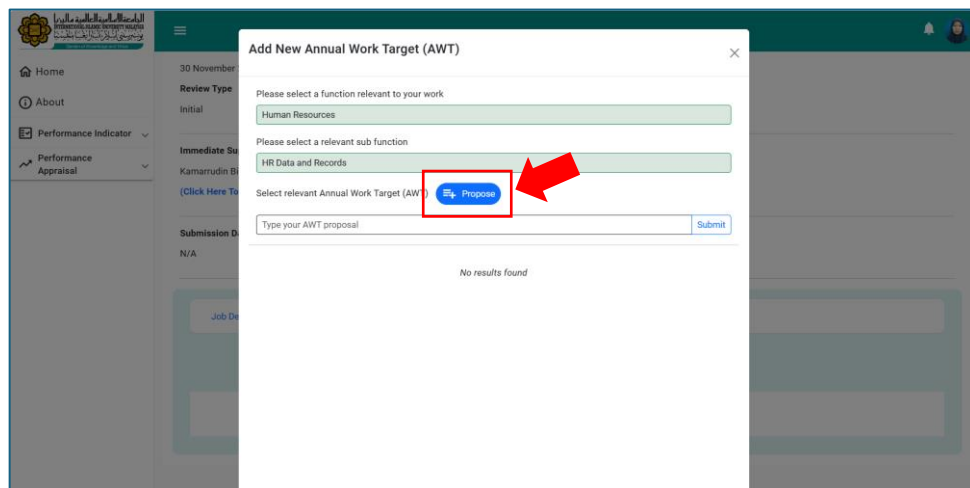 Add New Annual Work Target (AWT)
Home
30 November
Review Type
Please select a function relevant to your work
About
Initial
Human Resources
Performance Indicator
Please select a relevant sub function
Immediate Su
HR Data and Records
Performance
Appraisal
Kamarrudin Bi
(Click Here To
Select relevant Annual Work Target (AWT)
Propose
Type your AWT proposal
Submit
Submission D
N/A
No results found
Job De